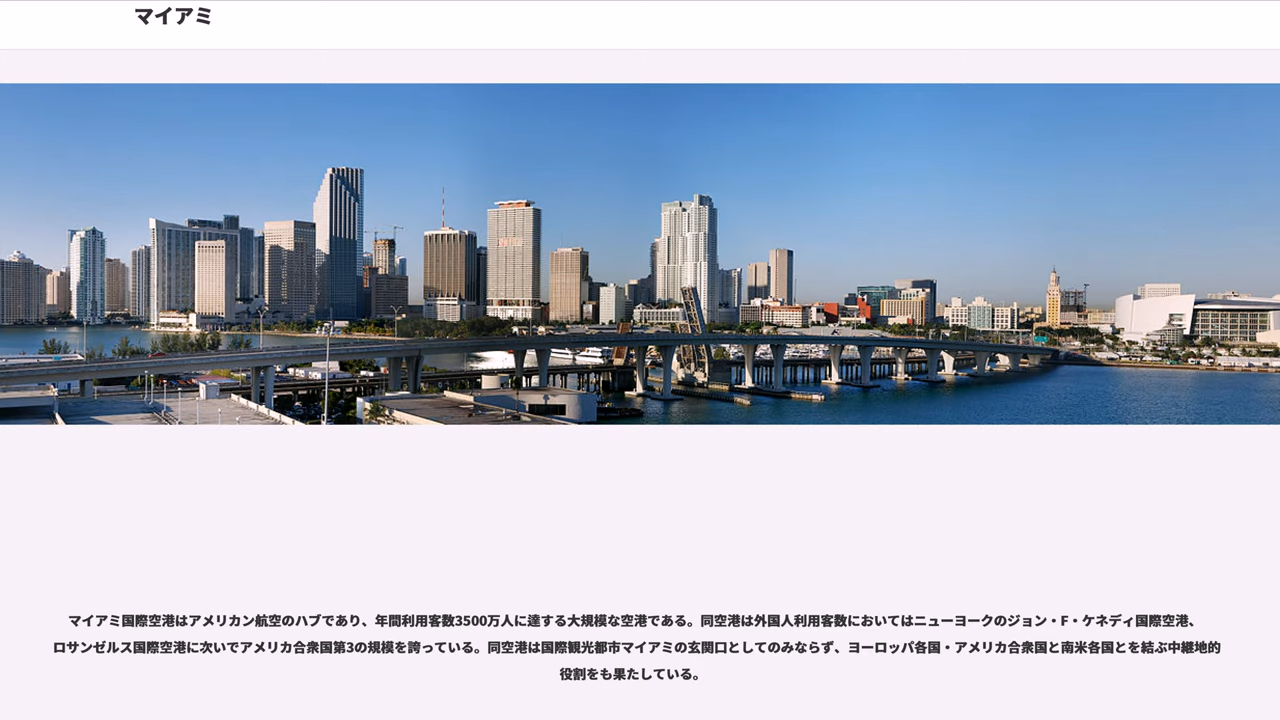 マイアミ
マイアミ国際空港はアメリカン航空のハブであり、年間利用客数3500万人に達する大規模な空港である。同空港は外国人利用客数においてはニューヨークのジョン・F・ケネディ国際空港、
ロサンゼルス国際空港に次いでアメリカ合衆国第3の規模を誇っている。同空港は国際観光都市マイアミの玄関口としてのみならず、ヨーロッパ各国・アメリカ合衆国と南米各国とを結ぶ中継地的
役割をも果たしている。